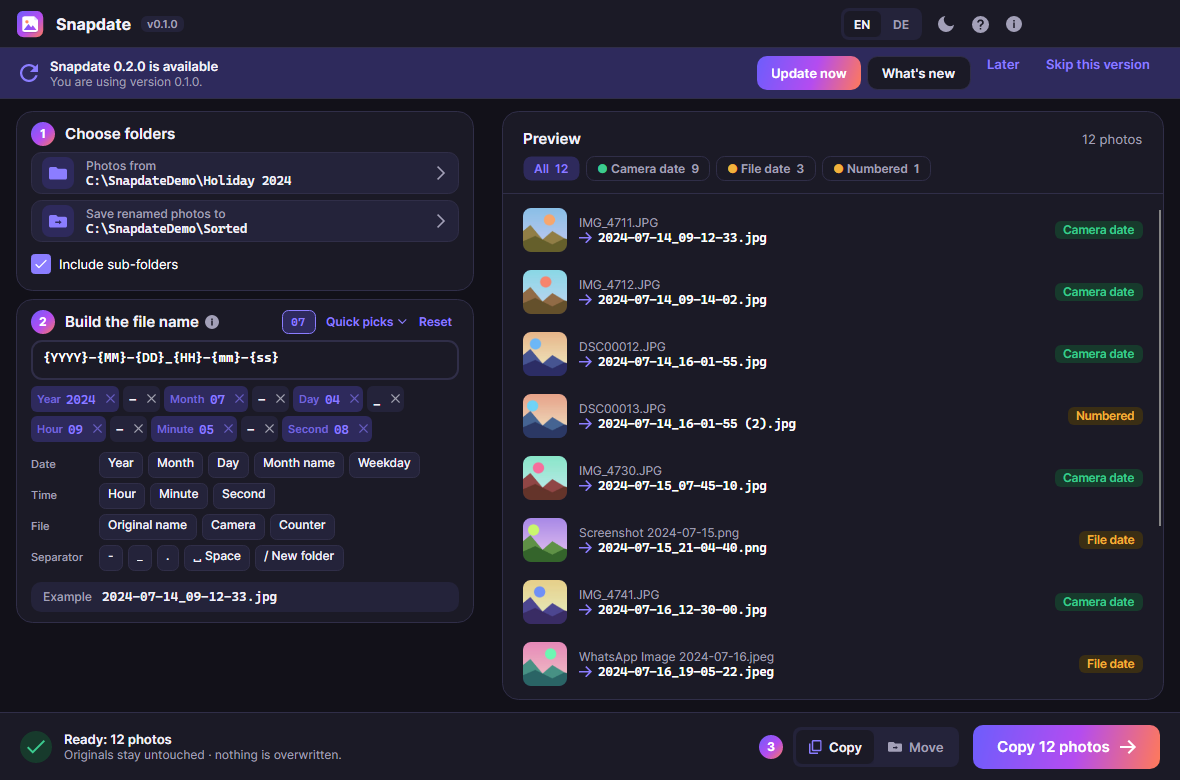 Snapdate v0.1.0 EN DE
Snapdate 0.2.0 is available
You are using version 0.1.0.
Update now What's new Later Skip this version
1 Choose folders
Photos from
C:\SnapdateDemo\Holiday 2024
Save renamed photos to
C:\SnapdateDemo\Sorted
Include sub-folders
2 Build the file name 07 Quick picks Reset
{YYYY}-{MM}-{DD}_{HH}-{mm}-{ss}
Year 2024 × - × Month 07 × - × Day 04 × _ ×
Hour 09 × - × Minute 05 × - × Second 08 ×
Date Year Month Day Month name Weekday
Time Hour Minute Second
File Original name Camera Counter
Separator - _ . ␣ Space / New folder
Example 2024-07-14_09-12-33.jpg
Preview 12 photos
All 12 Camera date 9 File date 3 Numbered 1
IMG_4711.JPG
→ 2024-07-14_09-12-33.jpg Camera date
IMG_4712.JPG
→ 2024-07-14_09-14-02.jpg Camera date
DSC00012.JPG
→ 2024-07-14_16-01-55.jpg Camera date
DSC00013.JPG
→ 2024-07-14_16-01-55 (2).jpg Numbered
IMG_4730.JPG
→ 2024-07-15_07-45-10.jpg Camera date
Screenshot 2024-07-15.png
→ 2024-07-15_21-04-40.png File date
IMG_4741.JPG
→ 2024-07-16_12-30-00.jpg Camera date
WhatsApp Image 2024-07-16.jpeg
→ 2024-07-16_19-05-22.jpeg File date
Ready: 12 photos
Originals stay untouched · nothing is overwritten.
3 Copy Move Copy 12 photos →